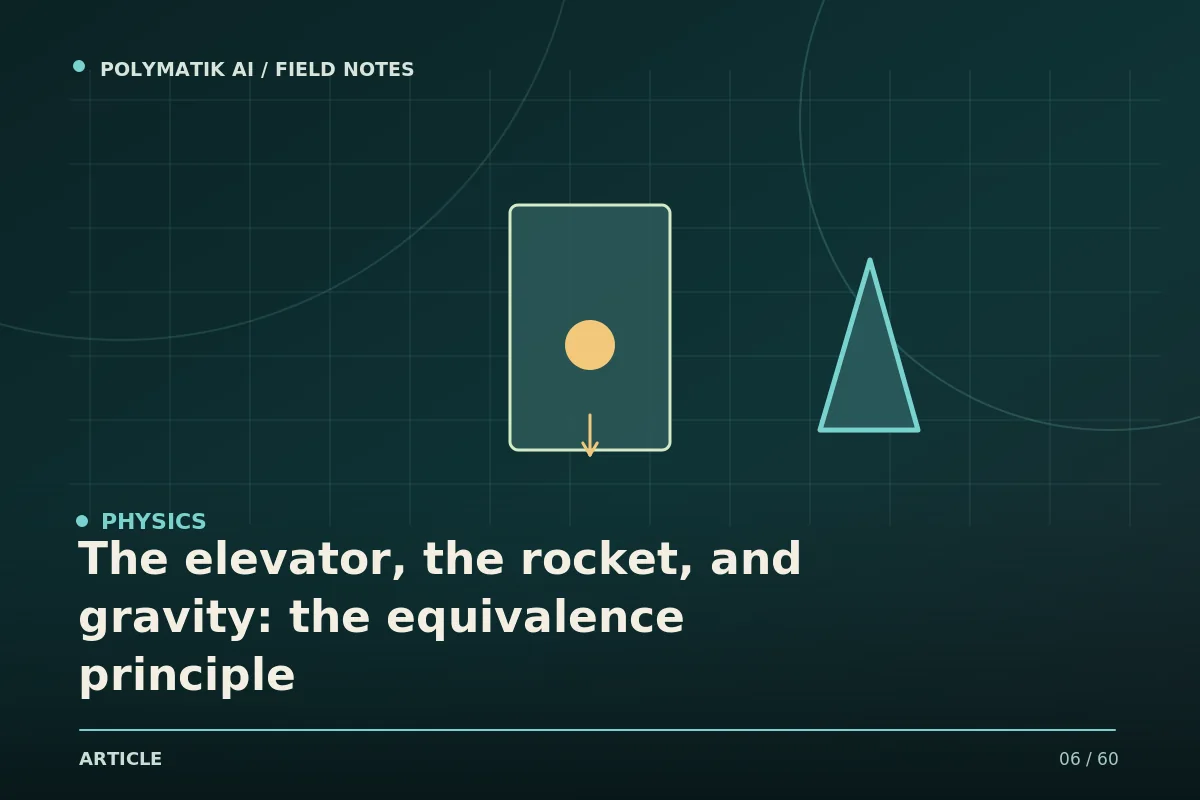 POLYMATIK AI / FIELD NOTES
PHYSICS
The elevator, the rocket, and
gravity: the equivalence
principle
ARTICLE
06 / 60